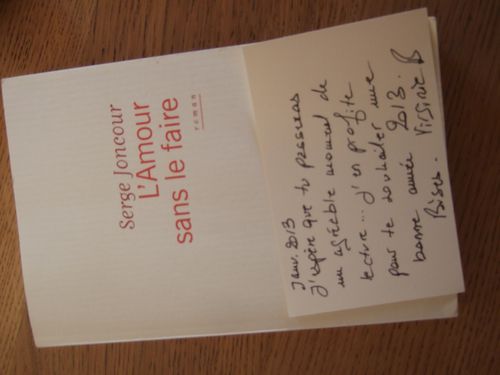 Serge Joncour
L'Amour
sans le faire
roman
Janv. 2013
J'espère que tu passeras
un agréable moment de
lecture... J'en profite
pour te souhaiter une
bonne année 2013.
Bises. Virginie B